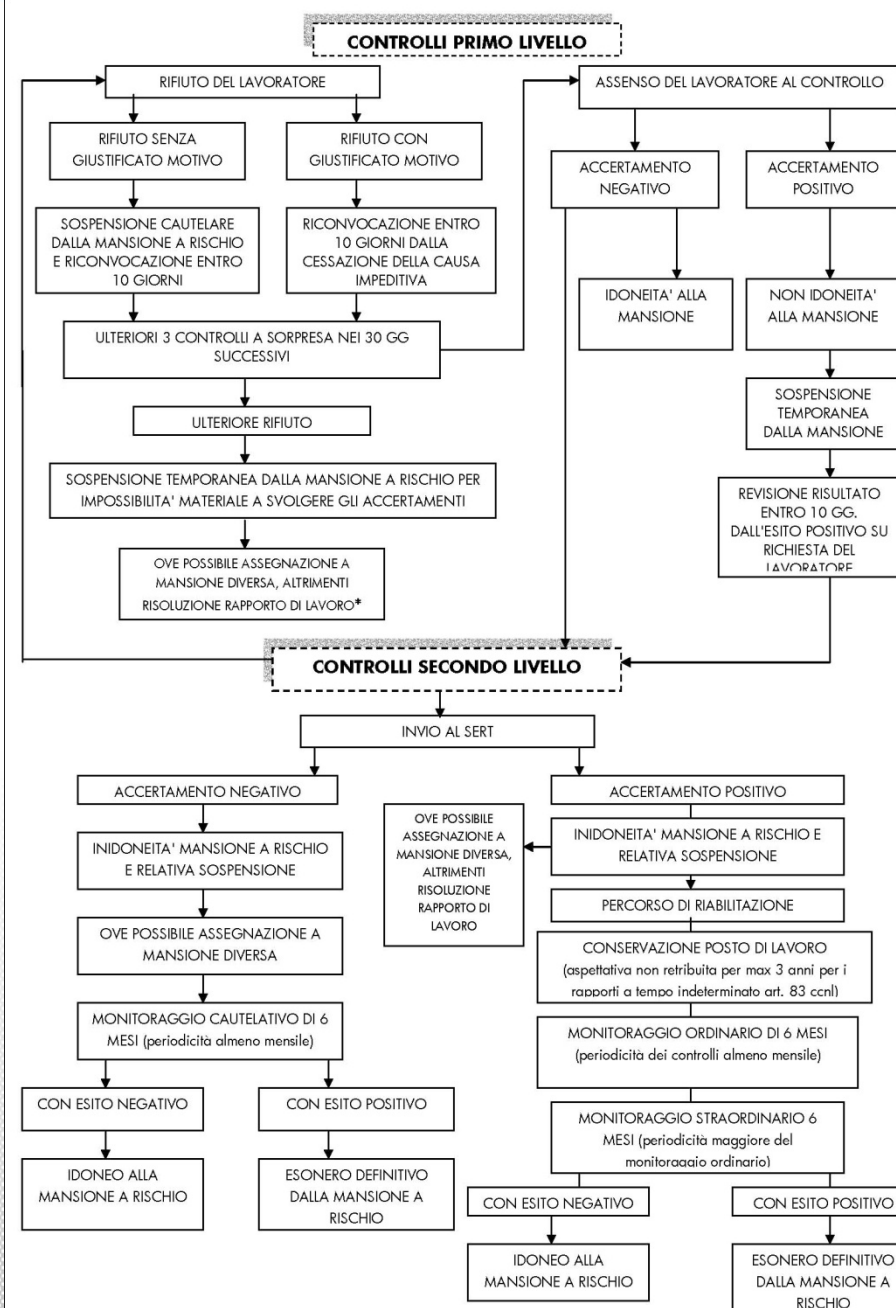 CONTROLLI PRIMO LIVELLO
RIFIUTO DEL LAVORATORE
ASSENSO DEL LAVORATORE AL CONTROLLO
RIFIUTO SENZA
GIUSTIFICATO MOTIVO
RIFIUTO CON
GIUSTIFICATO MOTIVO
ACCERTAMENTO
NEGATIVO
ACCERTAMENTO
POSITIVO
SOSPENSIONE CAUTELARE
DALLA MANSIONE A RISCHIO
E RICONVOCAZIONE ENTRO
10 GIORNI
RICONVOCAZIONE ENTRO
10 GIORNI DALLA
CESSAZIONE DELLA CAUSA
IMPEDITIVA
IDONEITA' ALLA
MANSIONE
NON IDONEITA'
ALLA MANSIONE
ULTERIORI 3 CONTROLLI A SORPRESA NEI 30 GG
SUCCESSIVI
SOSPENSIONE
TEMPORANEA
DALLA MANSIONE
ULTERIORE RIFIUTO
SOSPENSIONE TEMPORANEA DALLA MANSIONE A RISCHIO PER
IMPOSSIBILITA' MATERIALE A SVOLGERE GLI ACCERTAMENTI
REVISIONE RISULTATO
ENTRO 10 GG.
DALL'ESITO POSITIVO SU
RICHIESTA DEL
LAVORATORE
OVE POSSIBILE ASSEGNAZIONE A
MANSIONE DIVERSA, ALTRIMENTI
RISOLUZIONE RAPPORTO DI LAVORO*
CONTROLLI SECONDO LIVELLO
INVIO AL SERT
ACCERTAMENTO NEGATIVO
ACCERTAMENTO POSITIVO
INIDONEITA' MANSIONE A RISCHIO
E RELATIVA SOSPENSIONE
OVE POSSIBILE
ASSEGNAZIONE A
MANSIONE DIVERSA,
ALTRIMENTI
RISOLUZIONE
RAPPORTO DI
LAVORO
INIDONEITA' MANSIONE A RISCHIO E
RELATIVA SOSPENSIONE
PERCORSO DI RIABILITAZIONE
OVE POSSIBILE ASSEGNAZIONE A
MANSIONE DIVERSA
CONSERVAZIONE POSTO DI LAVORO
(aspettativa non retribuita per max 3 anni per i
rapporti a tempo indeterminato art. 83 ccnl)
MONITORAGGIO CAUTELATIVO DI 6
MESI (periodicità almeno mensile)
MONITORAGGIO ORDINARIO DI 6 MESI
(periodicità dei controlli almeno mensile)
CON ESITO NEGATIVO
CON ESITO POSITIVO
MONITORAGGIO STRAORDINARIO 6
MESI (periodicità maggiore del
monitoraggio ordinario)
IDONEO ALLA
MANSIONE A RISCHIO
ESONERO DEFINITIVO
DALLA MANSIONE A
RISCHIO
CON ESITO NEGATIVO
CON ESITO POSITIVO
IDONEO ALLA
MANSIONE A RISCHIO
ESONERO DEFINITIVO
DALLA MANSIONE A
RISCHIO